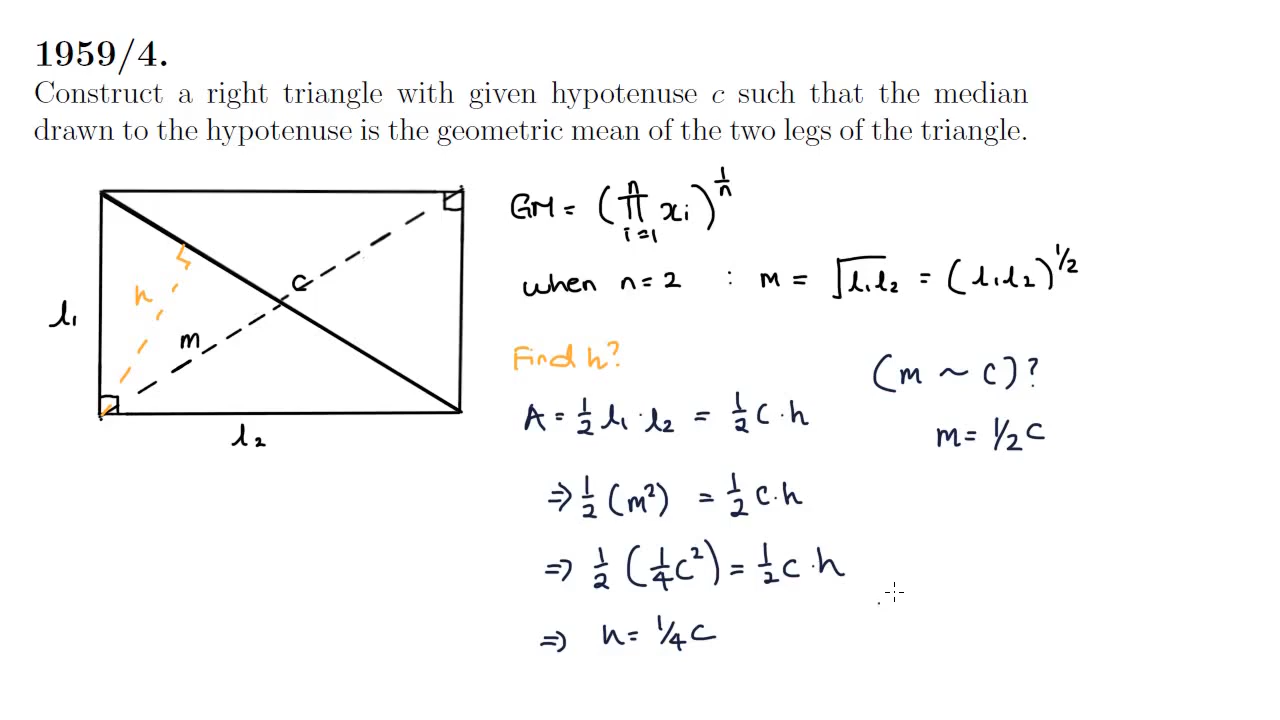 1959/4.
Construct a right triangle with given hypotenuse c such that the median
drawn to the hypotenuse is the geometric mean of the two legs of the triangle.
GM = (∏ⁿᵢ₌₁ xᵢ)^(1/n)
when n = 2 : m = √(l₁l₂) = (l₁l₂)^(1/2)
c
h
l₁
m
l₂
Find h?
(m ~ c)?
A = 1/2 l₁ · l₂ = 1/2 c · h
m = 1/2 c
⇒ 1/2 (m²) = 1/2 c · h
⇒ 1/2 (1/4 c²) = 1/2 c · h
⇒ h = 1/4 c